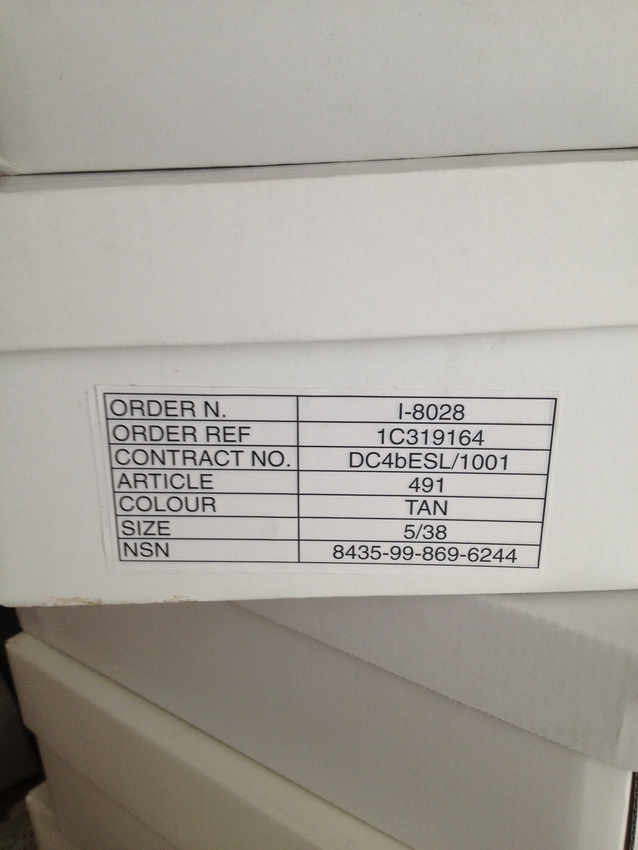 ORDER N. I-8028
ORDER REF 1C319164
CONTRACT NO. DC4bESL/1001
ARTICLE 491
COLOUR TAN
SIZE 5/38
NSN 8435-99-869-6244